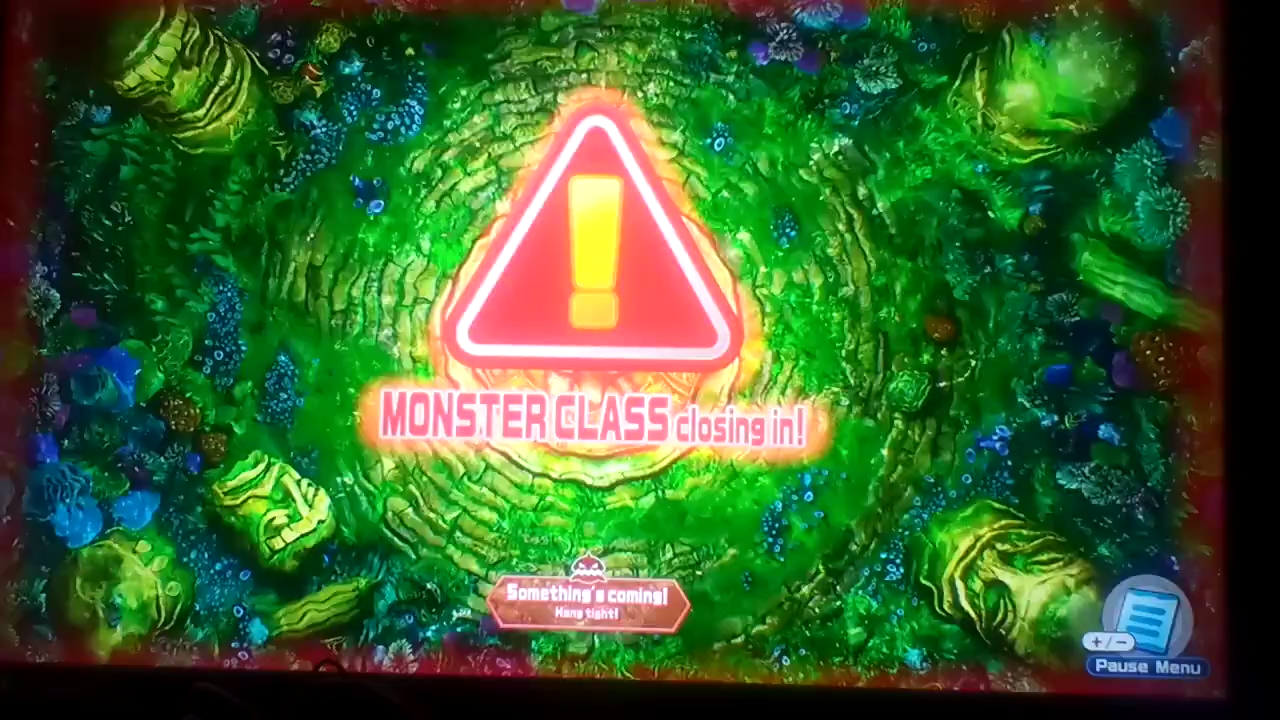 !
MONSTER CLASS closing in!
Something's coming!
Hang tight!
+/-
Pause Menu